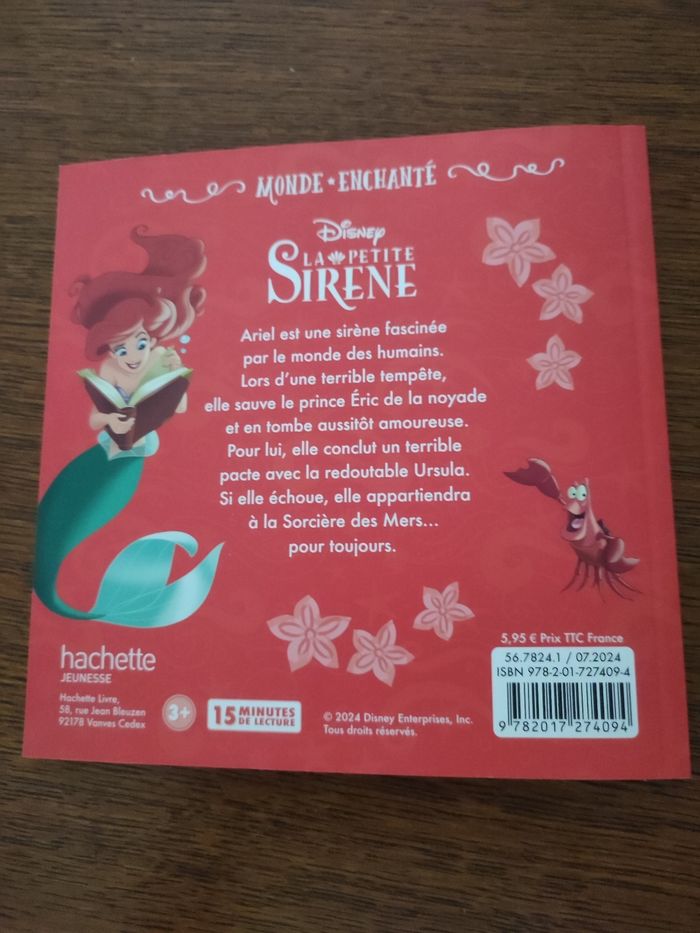 MONDE ★ ENCHANTÉ
Disney
LA PETITE
SIRÈNE
Ariel est une sirène fascinée
par le monde des humains.
Lors d'une terrible tempête,
elle sauve le prince Éric de la noyade
et en tombe aussitôt amoureuse.
Pour lui, elle conclut un terrible
pacte avec la redoutable Ursula.
Si elle échoue, elle appartiendra
à la Sorcière des Mers...
pour toujours.
hachette
JEUNESSE
Hachette Livre,
58, rue Jean Bleuzen
92178 Vanves Cedex
3+
15 MINUTES
DE LECTURE
© 2024 Disney Enterprises, Inc.
Tous droits réservés.
5,95 € Prix TTC France
56.7824.1 / 07.2024
ISBN 978-2-01-727409-4
9 782017 274094